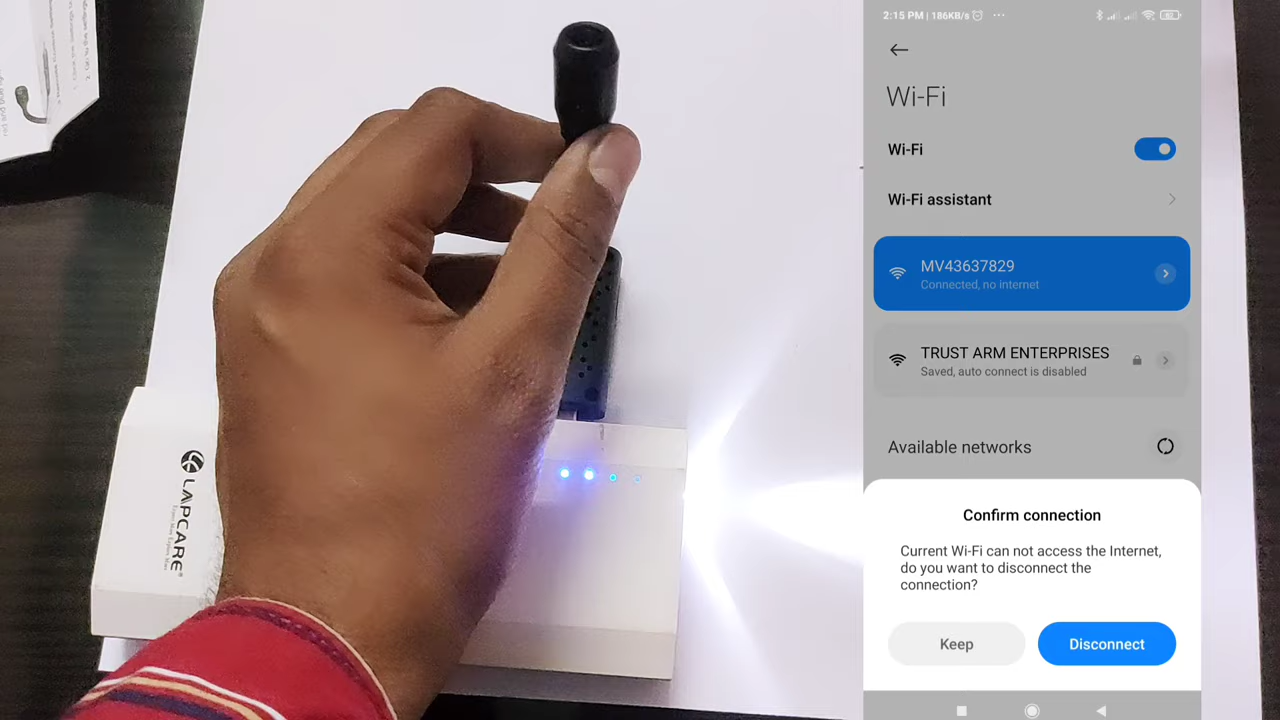 LAPCARE®
2:15 PM | 186KB/s
Wi-Fi
Wi-Fi
Wi-Fi assistant
MV43637829
Connected, no internet
TRUST ARM ENTERPRISES
Saved, auto connect is disabled
Available networks
Confirm connection
Current Wi-Fi can not access the Internet,
do you want to disconnect the
connection?
Keep
Disconnect